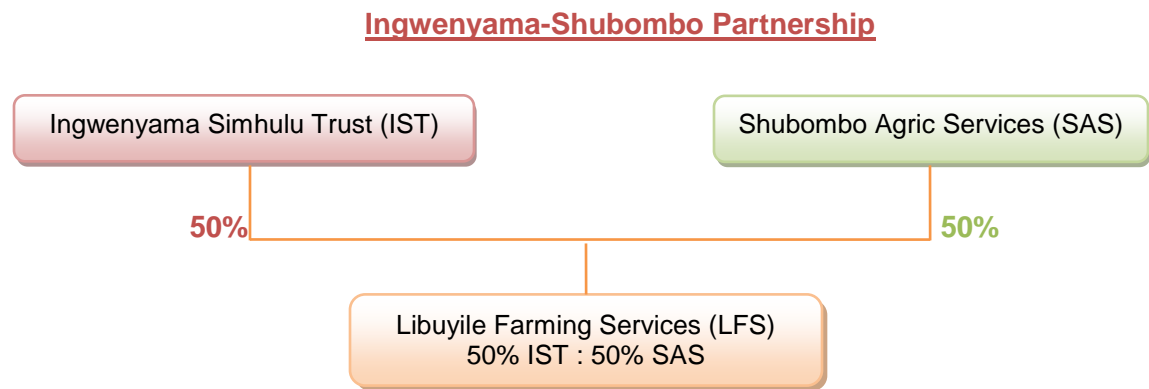 Ingwenyama-Shubombo Partnership
Ingwenyama Simhulu Trust (IST)
Shubombo Agric Services (SAS)
50%
50%
Libuyile Farming Services (LFS)
50% IST : 50% SAS